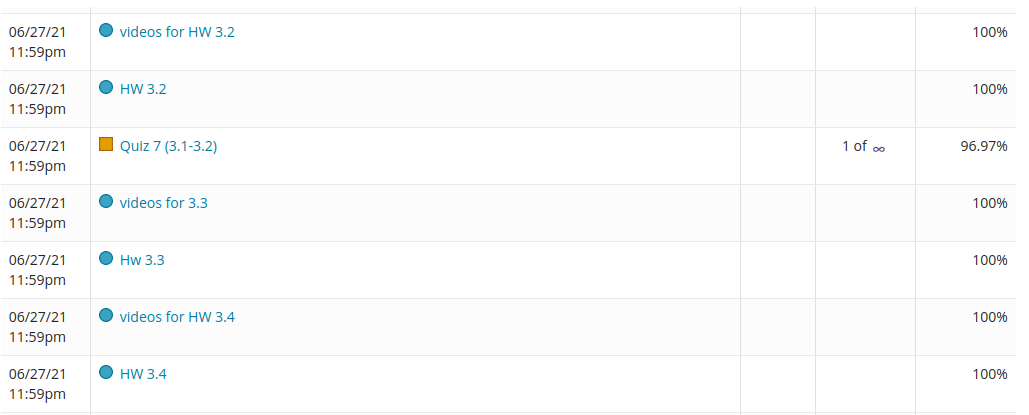 06/27/21 videos for HW 3.2 100%
11:59pm
06/27/21 HW 3.2 100%
11:59pm
06/27/21 Quiz 7 (3.1-3.2) 1 of ∞ 96.97%
11:59pm
06/27/21 videos for 3.3 100%
11:59pm
06/27/21 Hw 3.3 100%
11:59pm
06/27/21 videos for HW 3.4 100%
11:59pm
06/27/21 HW 3.4 100%
11:59pm